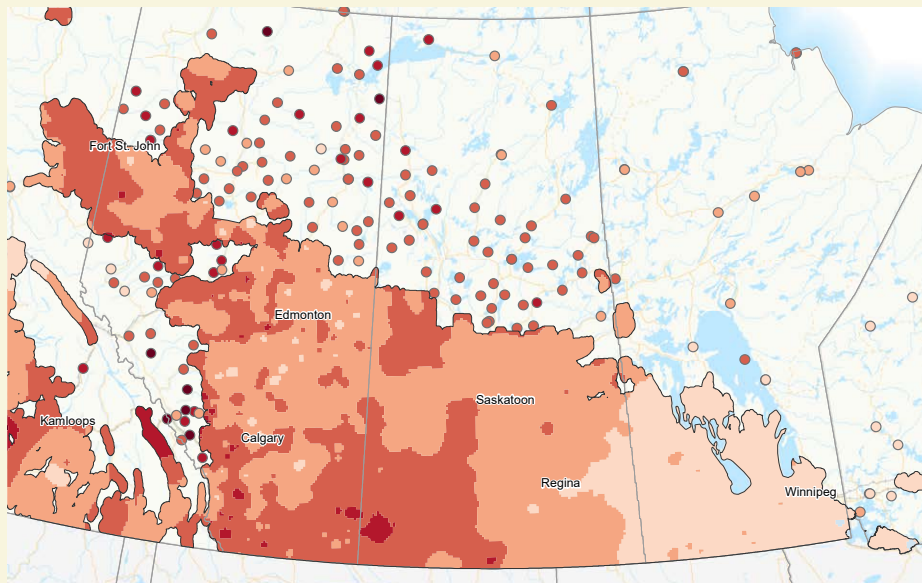 Fort St. John
Edmonton
Saskatoon
Kamloops
Calgary
Regina
Winnipeg